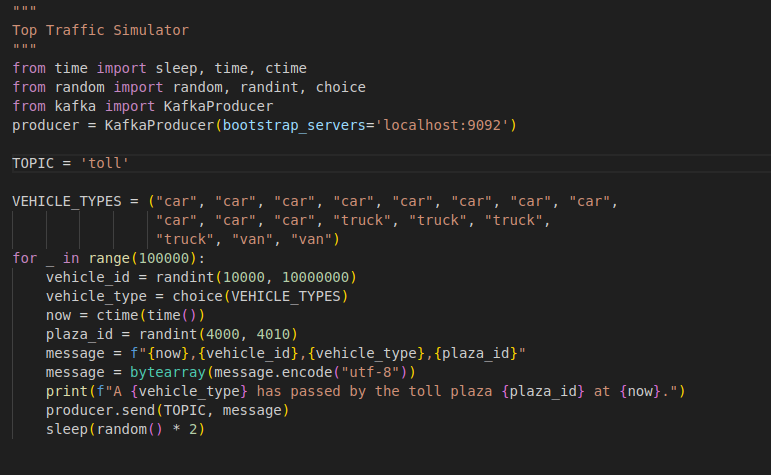 """
Top Traffic Simulator
"""
from time import sleep, time, ctime
from random import random, randint, choice
from kafka import KafkaProducer
producer = KafkaProducer(bootstrap_servers='localhost:9092')

TOPIC = 'toll'

VEHICLE_TYPES = ("car", "car", "car", "car", "car", "car", "car", "car",
                 "car", "car", "car", "truck", "truck", "truck",
                 "truck", "van", "van")
for _ in range(100000):
    vehicle_id = randint(10000, 10000000)
    vehicle_type = choice(VEHICLE_TYPES)
    now = ctime(time())
    plaza_id = randint(4000, 4010)
    message = f"{now},{vehicle_id},{vehicle_type},{plaza_id}"
    message = bytearray(message.encode("utf-8"))
    print(f"A {vehicle_type} has passed by the toll plaza {plaza_id} at {now}.")
    producer.send(TOPIC, message)
    sleep(random() * 2)